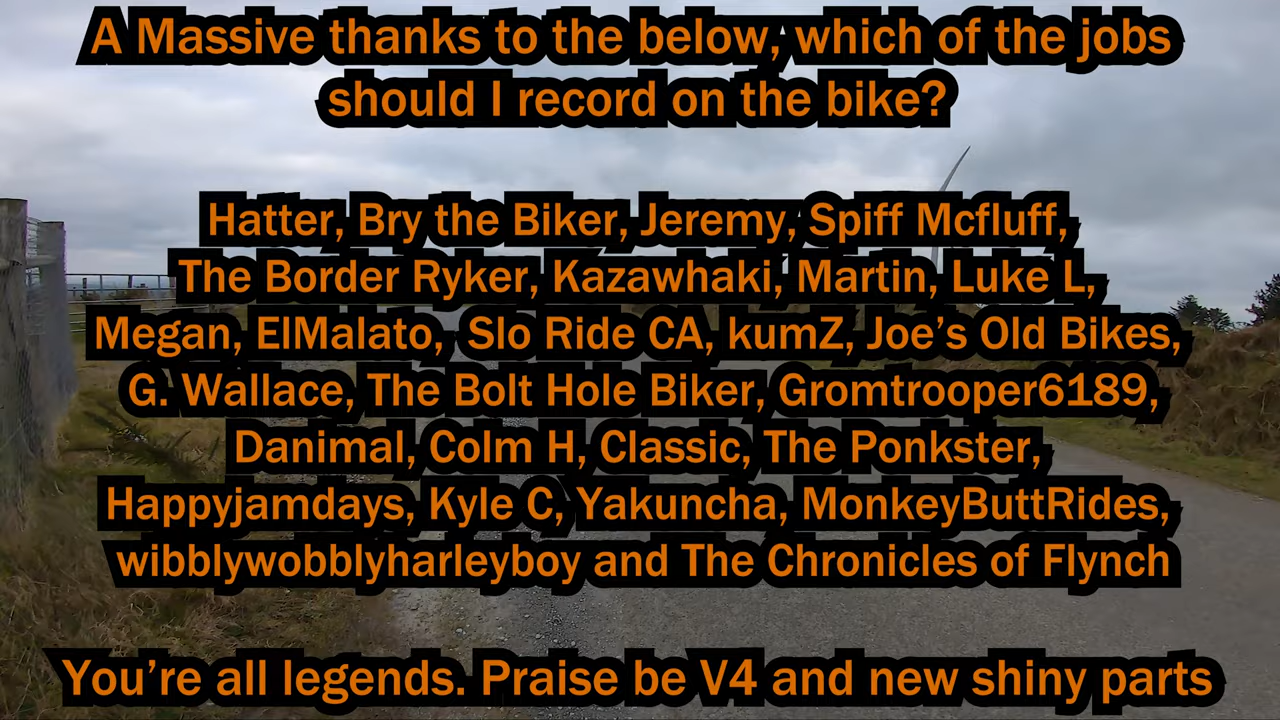 A Massive thanks to the below, which of the jobs
should I record on the bike?
Hatter, Bry the Biker, Jeremy, Spiff Mcfluff,
The Border Ryker, Kazawhaki, Martin, Luke L,
Megan, ElMalato, Slo Ride CA, kumZ, Joe’s Old Bikes,
G. Wallace, The Bolt Hole Biker, Gromtrooper6189,
Danimal, Colm H, Classic, The Ponkster,
Happyjamdays, Kyle C, Yakuncha, MonkeyButtRides,
wibblywobblyharleyboy and The Chronicles of Flynch
You’re all legends. Praise be V4 and new shiny parts